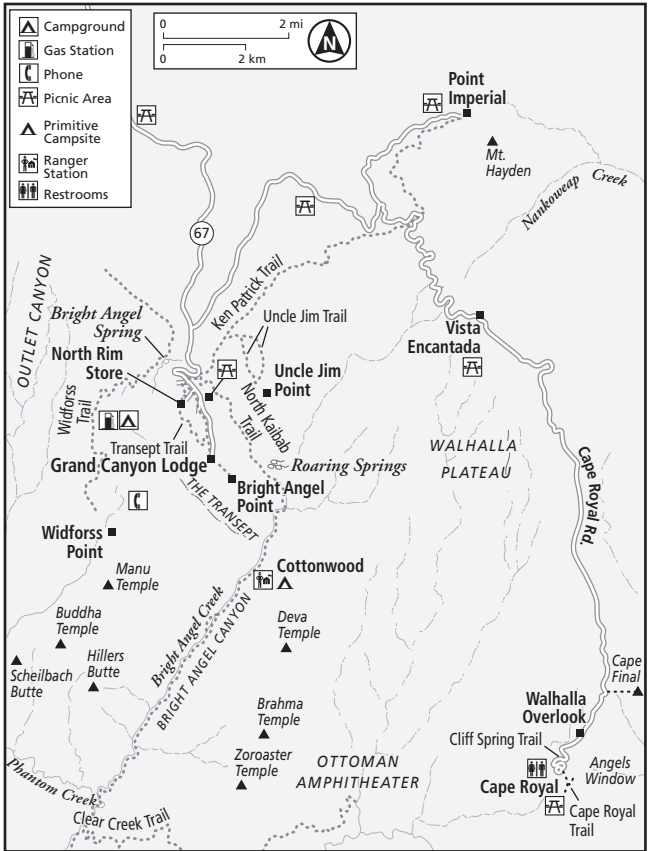 Campground
Gas Station
Phone
Picnic Area
Primitive
Campsite
Ranger
Station
Restrooms
0 2 mi
0 2 km
N
Point
Imperial
Mt.
Hayden
Nankoweap Creek
67
OUTLET CANYON
Ken Patrick Trail
Bright Angel
Spring
Uncle Jim Trail
North Rim
Store
Vista
Encantada
Uncle Jim
Point
Widforss
Trail
North Kaibab
Trail
Transept Trail
WALHALLA
PLATEAU
Grand Canyon Lodge
Roaring Springs
THE TRANSEPT
Bright Angel
Point
Cape Royal Rd.
Widforss
Point
Manu
Temple
Cottonwood
Bright Angel Creek
BRIGHT ANGEL CANYON
Buddha
Temple
Deva
Temple
Scheilbach
Butte
Hillers
Butte
Cape
Final
Brahma
Temple
Walhalla
Overlook
Cliff Spring Trail
Zoroaster
Temple
OTTOMAN
AMPHITHEATER
Angels
Window
Phantom Creek
Cape Royal
Cape Royal
Trail
Clear Creek Trail